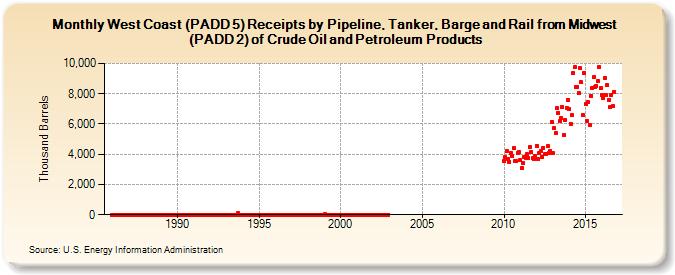 Monthly West Coast (PADD 5) Receipts by Pipeline, Tanker, Barge and Rail from Midwest
(PADD 2) of Crude Oil and Petroleum Products
Thousand Barrels
10,000
8,000
6,000
4,000
2,000
0
1990 1995 2000 2005 2010 2015
Source: U.S. Energy Information Administration